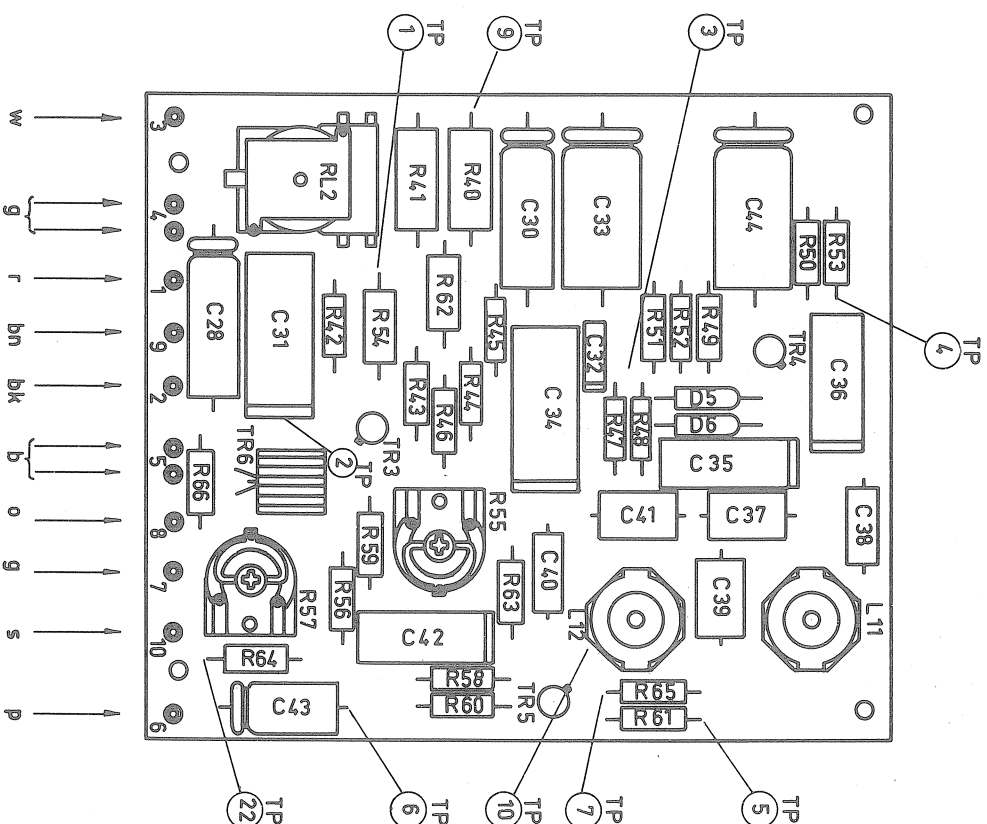 TP 1
TP 9
TP 3
w
3
RL2
R41
R40
C30
C33
C44
R50
R53
g
4
r
1
C28
C31
R42
R54
R62
R45
C32
R51
R52
R49
TR4
C36
TP 4
bn
9
bk
2
R43
R46
R44
C34
R47
R48
D5
D6
TR6
2 TP
TR3
b
5
R66
R55
C35
C41
C37
C38
o
8
R59
C40
g
7
R57
R56
R63
L12
C39
L11
s
10
R64
C42
R58
R60
TR5
R65
R61
p
6
C43
TP 22
TP 6
TP 10
TP 7
TP 5